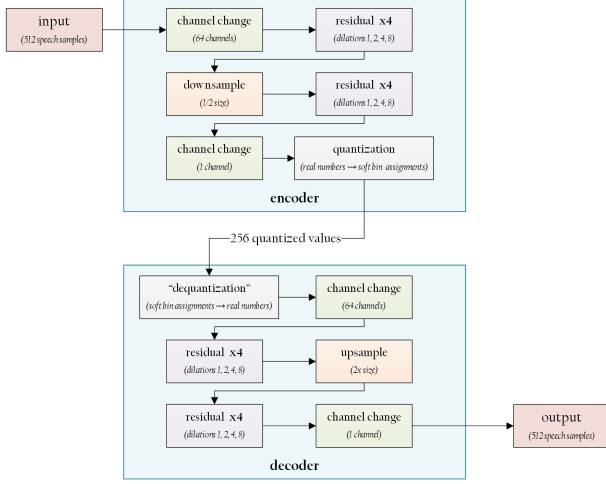 input
(512 speech samples)
channel change
(64 channels)
residual x4
(dilations 1, 2, 4, 8)
downsample
(1/2 size)
residual x4
(dilations 1, 2, 4, 8)
channel change
(1 channel)
quantization
(real numbers → soft bin assignments)
encoder
256 quantized values
“dequantization”
(soft bin assignments → real numbers)
channel change
(64 channels)
residual x4
(dilations 1, 2, 4, 8)
upsample
(2x size)
residual x4
(dilations 1, 2, 4, 8)
channel change
(1 channel)
output
(512 speech samples)
decoder